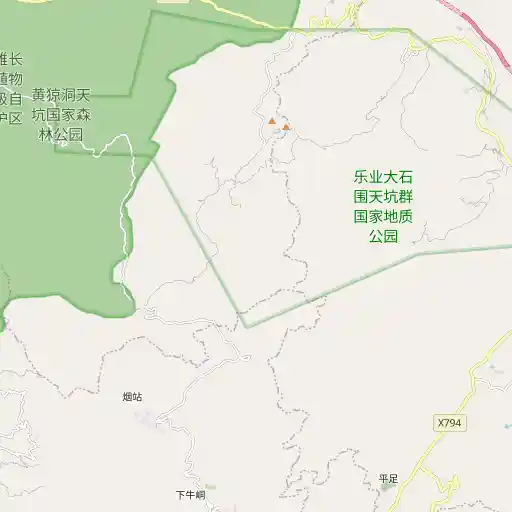 雅长
植物
级自
护区
黄猄洞天
坑国家森
林公园
乐业大石
围天坑群
国家地质
公园
烟站
X794
平足
下牛峒